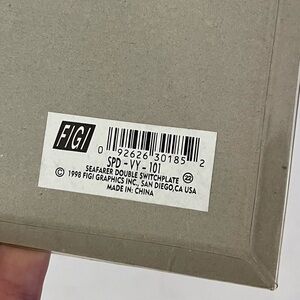 FIGI
0 92626 30185 2
SPD - VY - 101
SEAFARER DOUBLE SWITCHPLATE 22
© 1998 FIGI GRAPHICS INC., SAN DIEGO, CA USA
MADE IN: CHINA